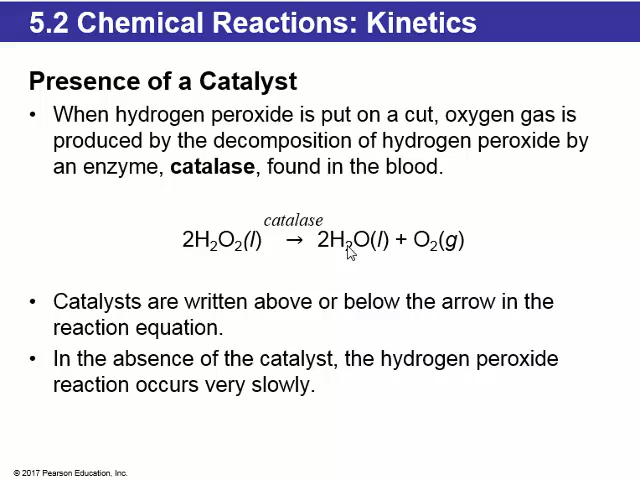 5.2 Chemical Reactions: Kinetics
Presence of a Catalyst
• When hydrogen peroxide is put on a cut, oxygen gas is
produced by the decomposition of hydrogen peroxide by
an enzyme, catalase, found in the blood.
catalase
2H₂O₂(l) → 2H₂O(l) + O₂(g)
• Catalysts are written above or below the arrow in the
reaction equation.
• In the absence of the catalyst, the hydrogen peroxide
reaction occurs very slowly.
© 2017 Pearson Education, Inc.